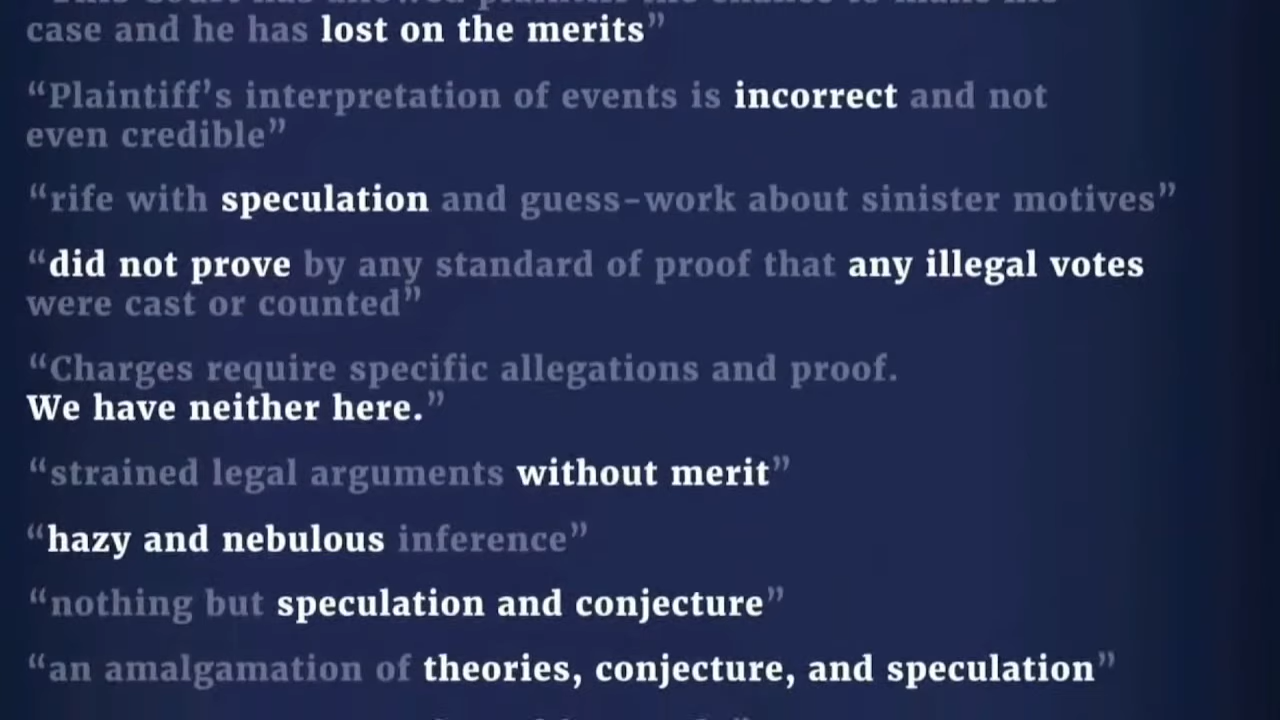 case and he has lost on the merits”
“Plaintiff’s interpretation of events is incorrect and not
even credible”
“rife with speculation and guess-work about sinister motives”
“did not prove by any standard of proof that any illegal votes
were cast or counted”
“Charges require specific allegations and proof.
We have neither here.”
“strained legal arguments without merit”
“hazy and nebulous inference”
“nothing but speculation and conjecture”
“an amalgamation of theories, conjecture, and speculation”